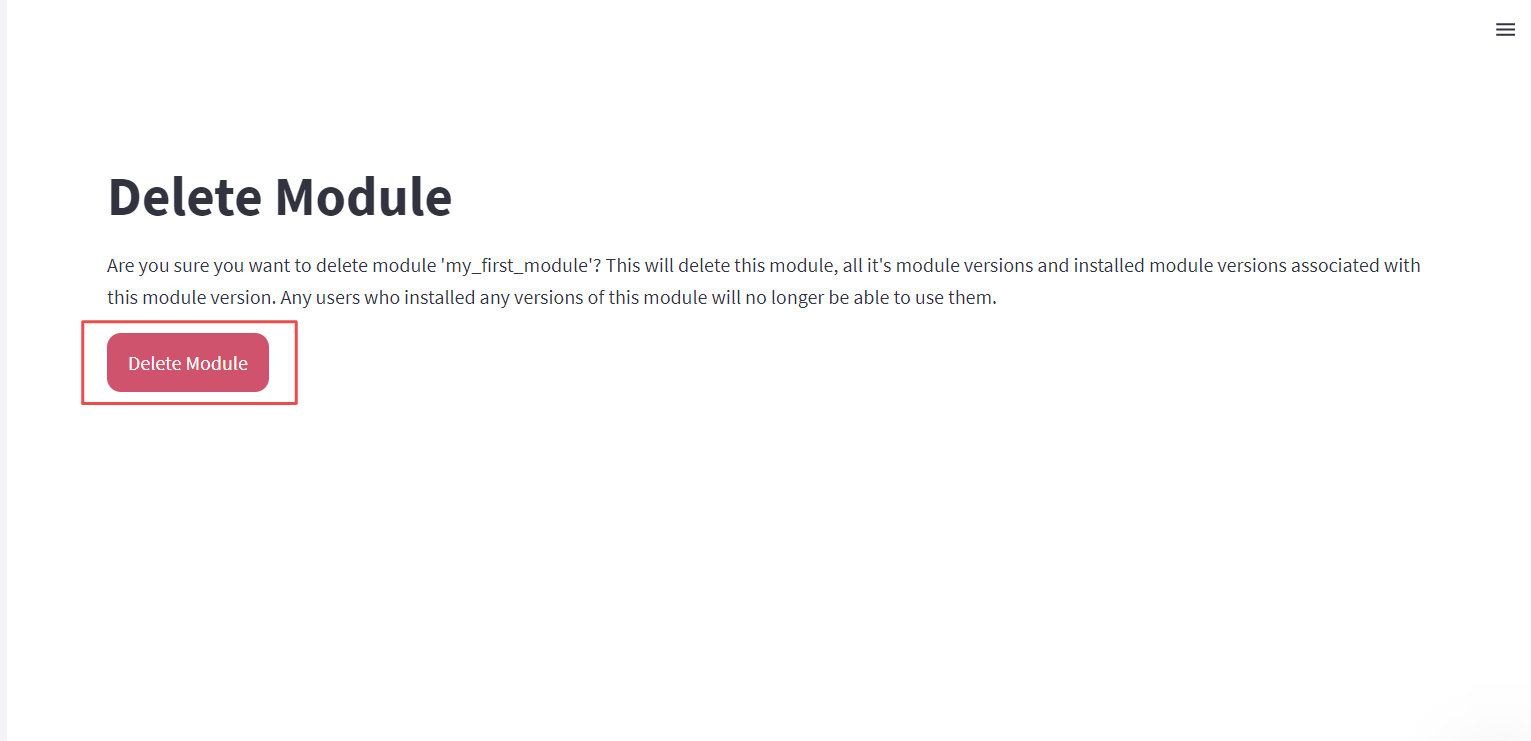 Delete Module
Are you sure you want to delete module 'my_first_module'? This will delete this module, all it's module versions and installed module versions associated with
this module version. Any users who installed any versions of this module will no longer be able to use them.
Delete Module